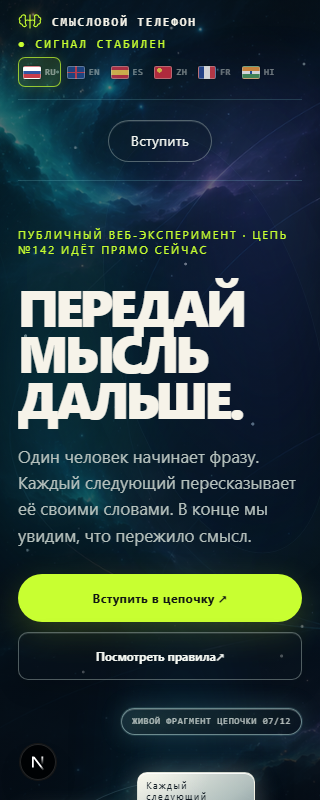 СМЫСЛОВОЙ ТЕЛЕФОН
СИГНАЛ СТАБИЛЕН
RU EN ES ZH FR HI
Вступить
ПУБЛИЧНЫЙ ВЕБ-ЭКСПЕРИМЕНТ · ЦЕПЬ
№142 ИДЁТ ПРЯМО СЕЙЧАС
ПЕРЕДАЙ
МЫСЛЬ
ДАЛЬШЕ.
Один человек начинает фразу.
Каждый следующий пересказывает
её своими словами. В конце мы
увидим, что пережило смысл.
Вступить в цепочку ↗
Посмотреть правила↗
ЖИВОЙ ФРАГМЕНТ ЦЕПОЧКИ 07/12
N
Каждый
следующий